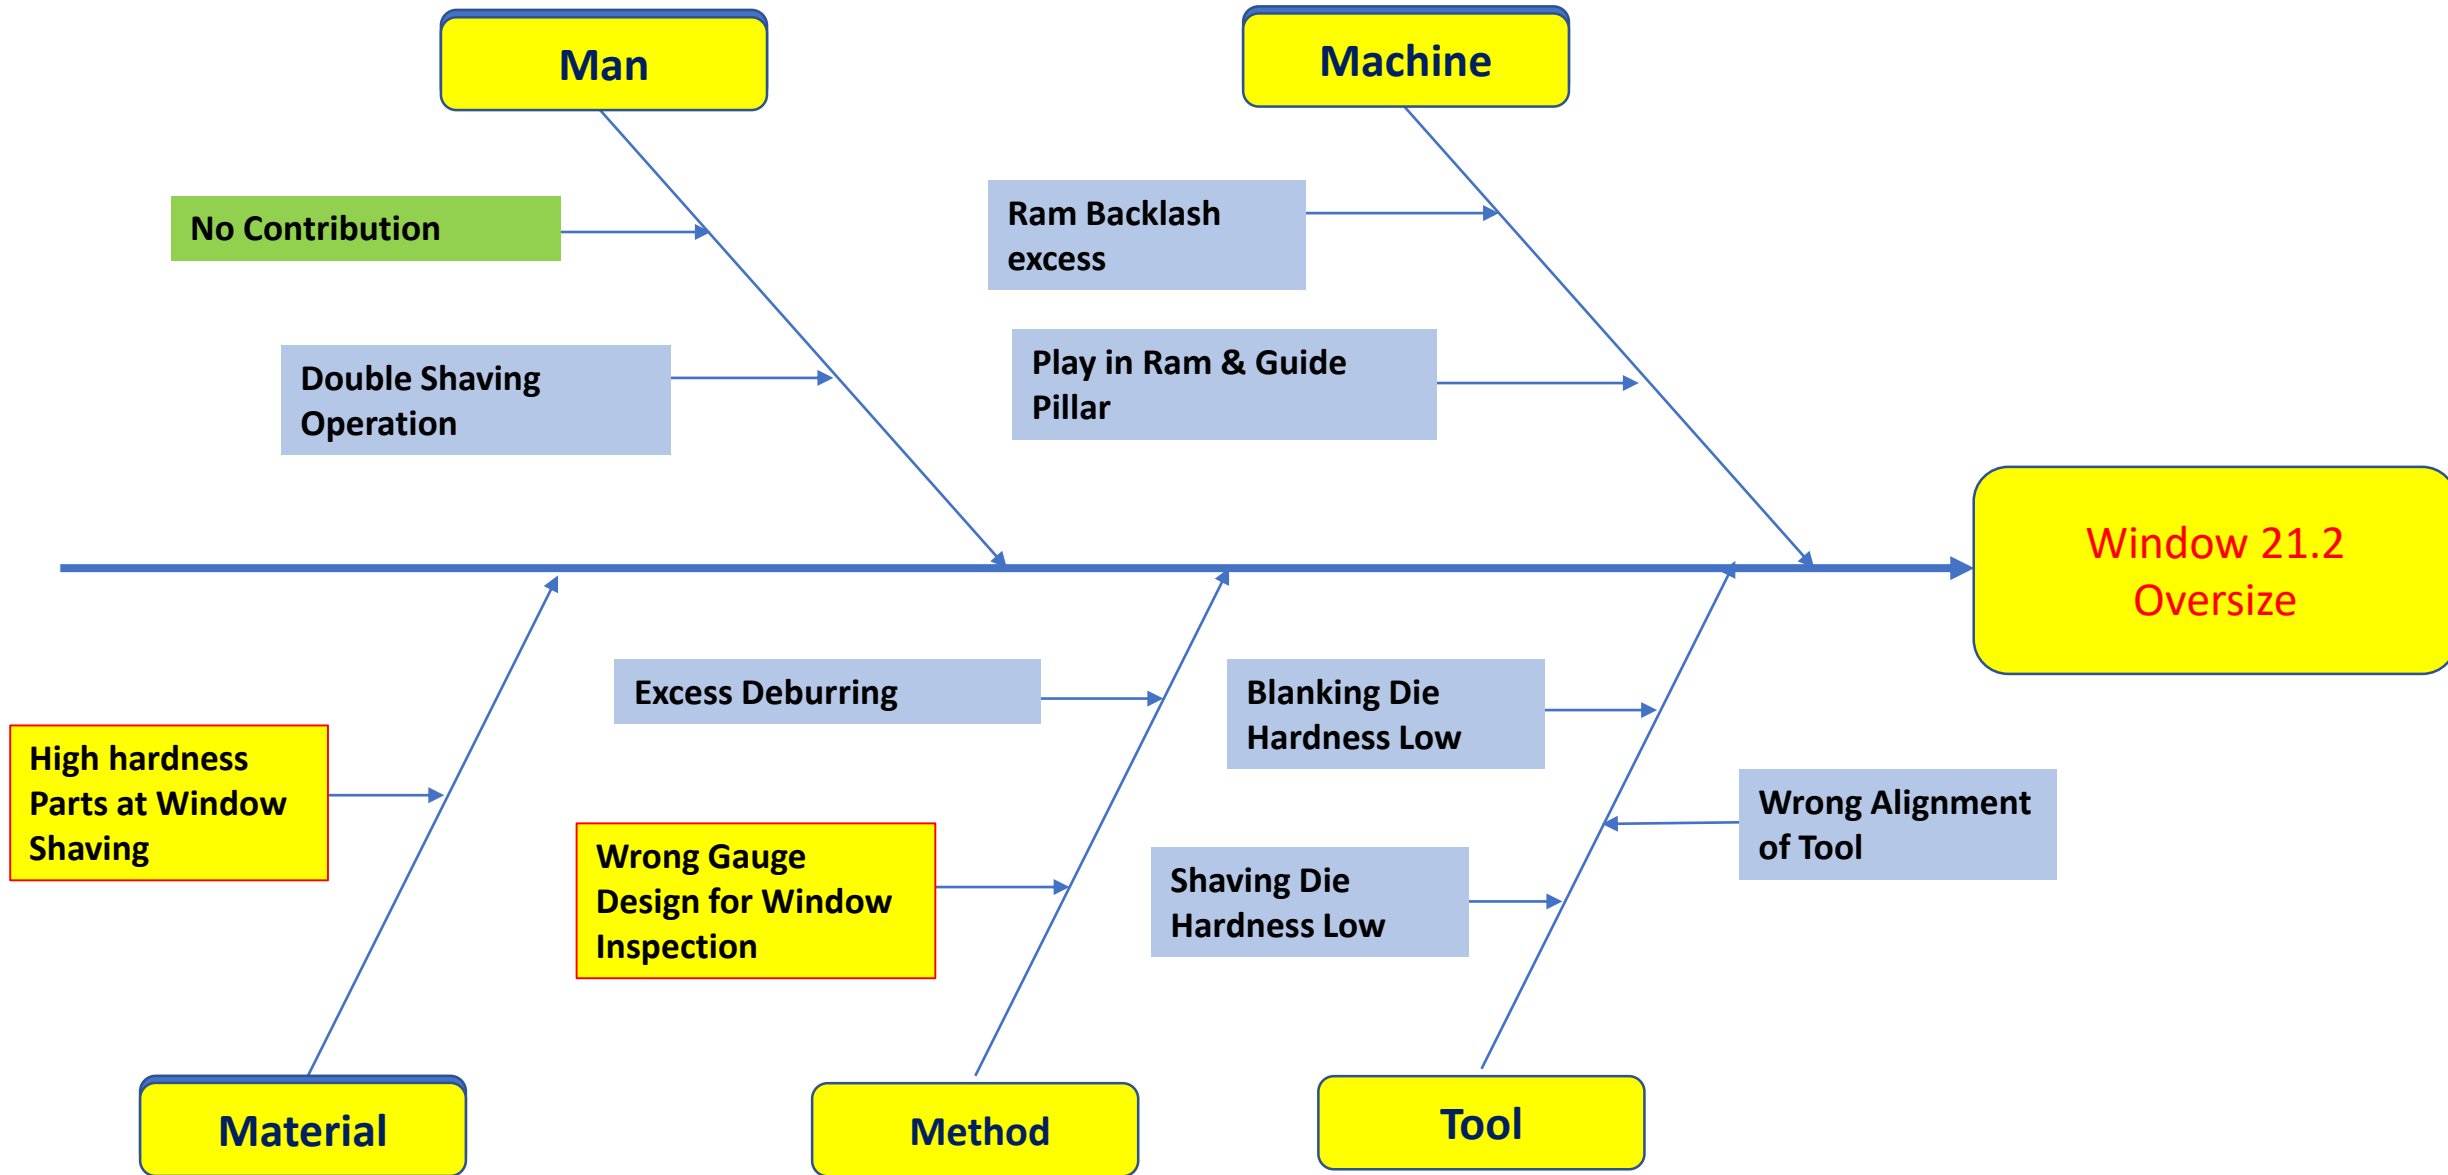 Man
Machine
No Contribution
Ram Backlash
excess
Double Shaving
Operation
Play in Ram & Guide
Pillar
Window 21.2
Oversize
High hardness
Parts at Window
Shaving
Excess Deburring
Wrong Gauge
Design for Window
Inspection
Blanking Die
Hardness Low
Wrong Alignment
of Tool
Shaving Die
Hardness Low
Material
Method
Tool